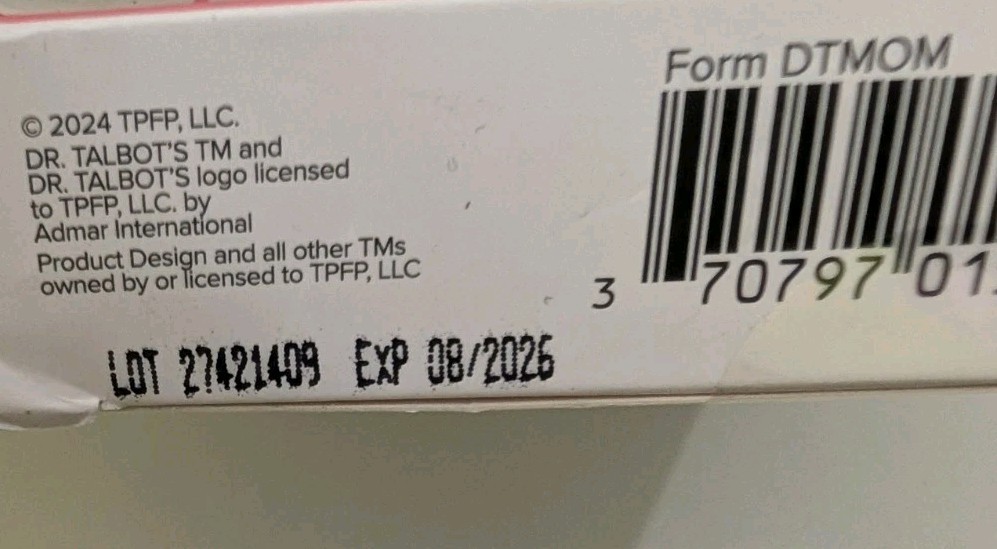 © 2024 TPFP, LLC.
DR. TALBOT'S TM and
DR. TALBOT'S logo licensed
to TPFP, LLC. by
Admar International
Product Design and all other TMs
owned by or licensed to TPFP, LLC
LOT 27421409 EXP 08/2026
Form DTMOM
3 70797 01